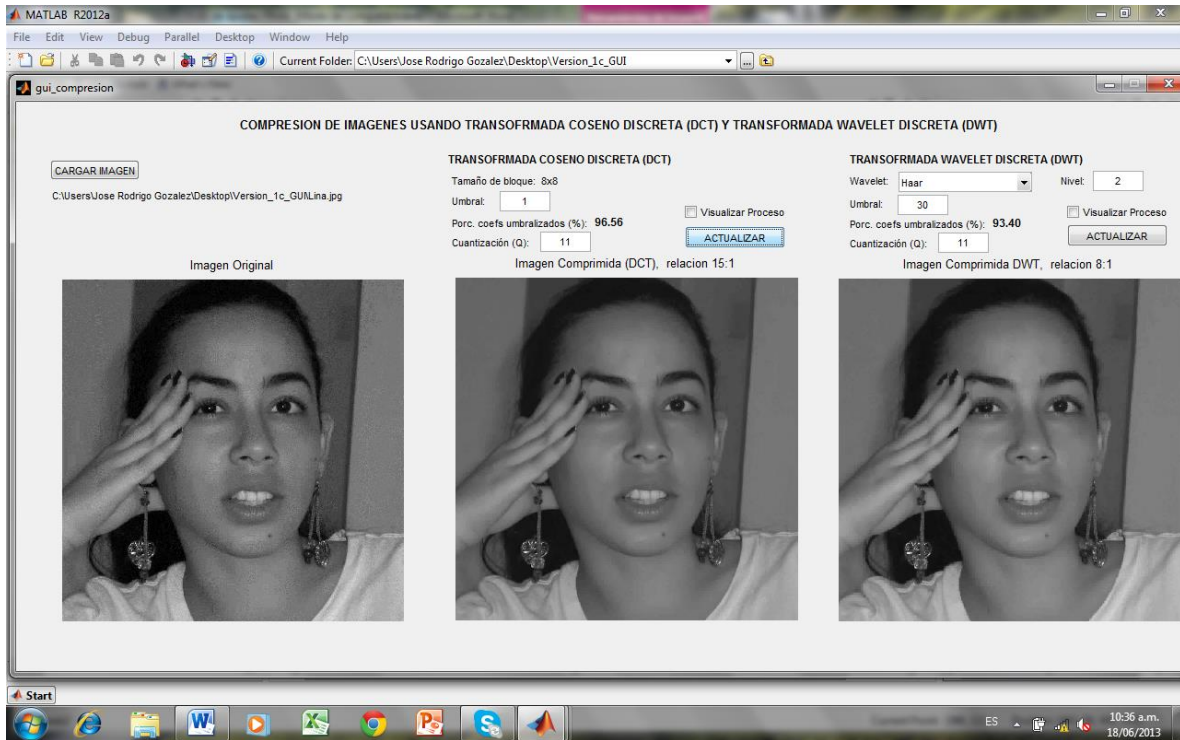 MATLAB R2012a
File Edit View Debug Parallel Desktop Window Help
Current Folder: C:\Users\Jose Rodrigo Gozalez\Desktop\Version_1c_GUI
gui_compresion
COMPRESION DE IMAGENES USANDO TRANSOFRMADA COSENO DISCRETA (DCT) Y TRANSFORMADA WAVELET DISCRETA (DWT)
CARGAR IMAGEN
C:\Users\Jose Rodrigo Gozalez\Desktop\Version_1c_GUI\Lina.jpg
Imagen Original
TRANSOFRMADA COSENO DISCRETA (DCT)
Tamaño de bloque: 8x8
Umbral: 1
Visualizar Proceso
Porc. coefs umbralizados (%): 96.56
Cuantización (Q): 11
ACTUALIZAR
Imagen Comprimida (DCT), relacion 15:1
TRANSOFRMADA WAVELET DISCRETA (DWT)
Wavelet: Haar Nivel: 2
Umbral: 30
Visualizar Proceso
Porc. coefs umbralizados (%): 93.40
Cuantización (Q): 11
ACTUALIZAR
Imagen Comprimida DWT, relacion 8:1
Start
ES
10:36 a.m.
18/06/2013